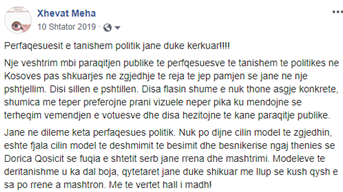 Xhevat Meha
10 Shtator 2019
Perfaqesuesit e tanishem politik jane duke kerkuar!!!!
Nje veshtrim mbi paraqitjen publike te perfqesuesve te tanishem te politikes ne
Kosoves pas shkuarjes ne zgjedhje te reja te jep pamjen se jane ne nje
pshtjellim. Disi sillen e pshtillen. Disa flasin shume e nuk thone asgje konkrete,
shumica me teper preferojne prani vizuele neper pika ku mendojne se
terheqim vemendjen e votuesve dhe disa hezitojne te kane paraqitje publike.
Jane ne dileme keta perfaqesues politik. Nuk po dijne cilin model te zgjedhin,
eshte fjala cilin model te deshmimit te besimit dhe besnikerise ngaj thenies se
Dorica Qosicit se fuqia e shtetit serb jane rrena dhe mashtrimi. Modeleve te
deritanishme u ka dal boja, qytetaret jane duke shikuar me llup se kush qysh e
sa po rrene a mashtron. Me te vertet hall i madh!